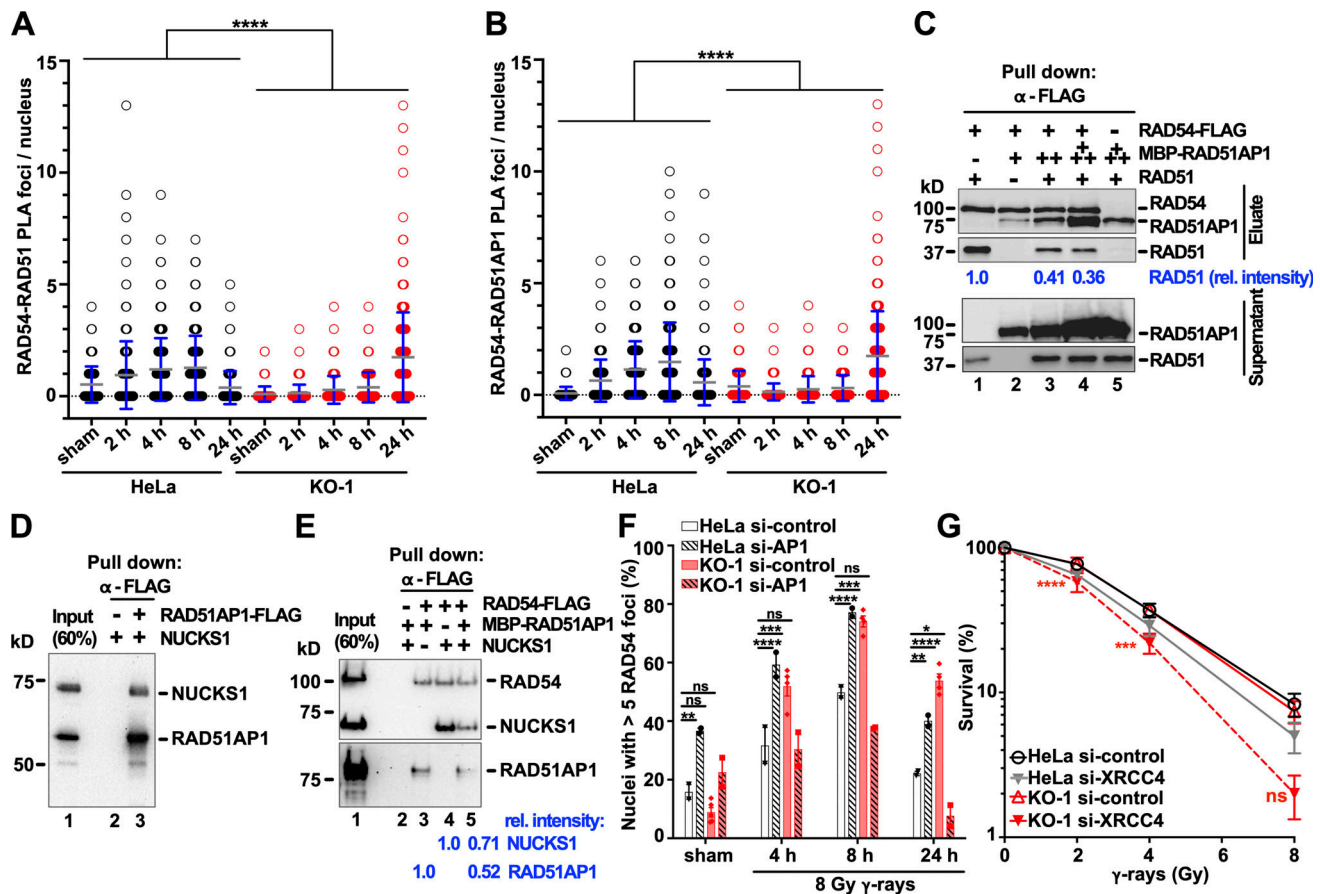 A
****
RAD54-RAD51 PLA foci / nucleus
15
10
5
0
sham
2 h
4 h
8 h
24 h
sham
2 h
4 h
8 h
24 h
HeLa
KO-1
B
****
RAD54-RAD51AP1 PLA foci / nucleus
15
10
5
0
sham
2 h
4 h
8 h
24 h
sham
2 h
4 h
8 h
24 h
HeLa
KO-1
C
Pull down:
α-FLAG
+ + + + - RAD54-FLAG
- + ++ +++ +++ MBP-RAD51AP1
+ - + + + RAD51
kD
100
75
37
RAD54
RAD51AP1
RAD51
Eluate
1.0 0.41 0.36 RAD51 (rel. intensity)
100
75
37
RAD51AP1
RAD51
Supernatant
1 2 3 4 5
D
Pull down:
α-FLAG
Input
(60%)
- + RAD51AP1-FLAG
+ + NUCKS1
kD
75
50
NUCKS1
RAD51AP1
1 2 3
E
Pull down:
α-FLAG
Input
(60%)
- + + + RAD54-FLAG
+ + - + MBP-RAD51AP1
+ - + + NUCKS1
kD
100
75
75
RAD54
NUCKS1
RAD51AP1
1 2 3 4 5 rel. intensity:
1.0 0.71 NUCKS1
1.0 0.52 RAD51AP1
F
HeLa si-control
HeLa si-AP1
KO-1 si-control
KO-1 si-AP1
Nuclei with > 5 RAD54 foci (%)
100
80
60
40
20
0
ns
ns
**
ns
***
****
ns
***
****
*
****
**
sham
4 h
8 h
24 h
8 Gy γ-rays
G
Survival (%)
100
10
1
****
***
ns
HeLa si-control
HeLa si-XRCC4
KO-1 si-control
KO-1 si-XRCC4
0 2 4 6 8
γ-rays (Gy)